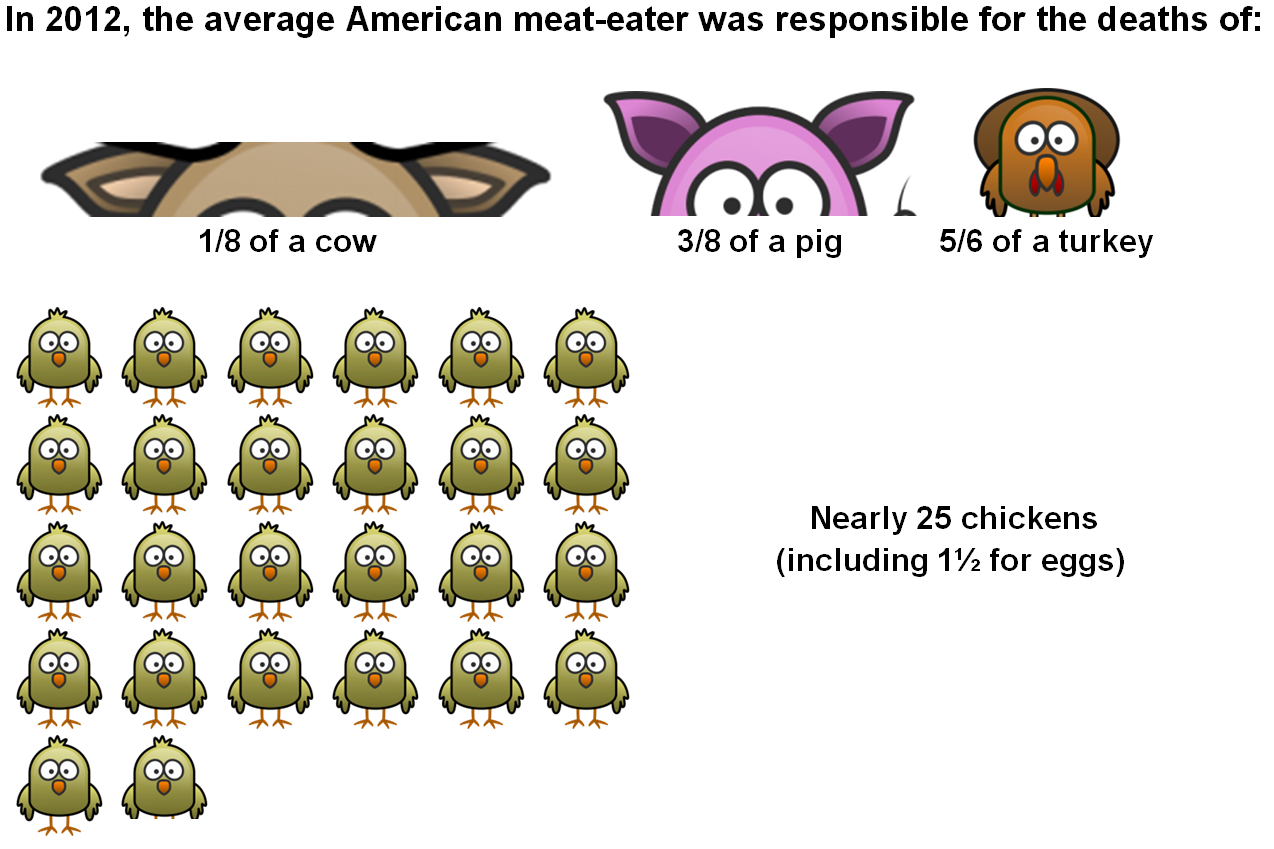 In 2012, the average American meat-eater was responsible for the deaths of:
1/8 of a cow
3/8 of a pig
5/6 of a turkey
Nearly 25 chickens
(including 1½ for eggs)